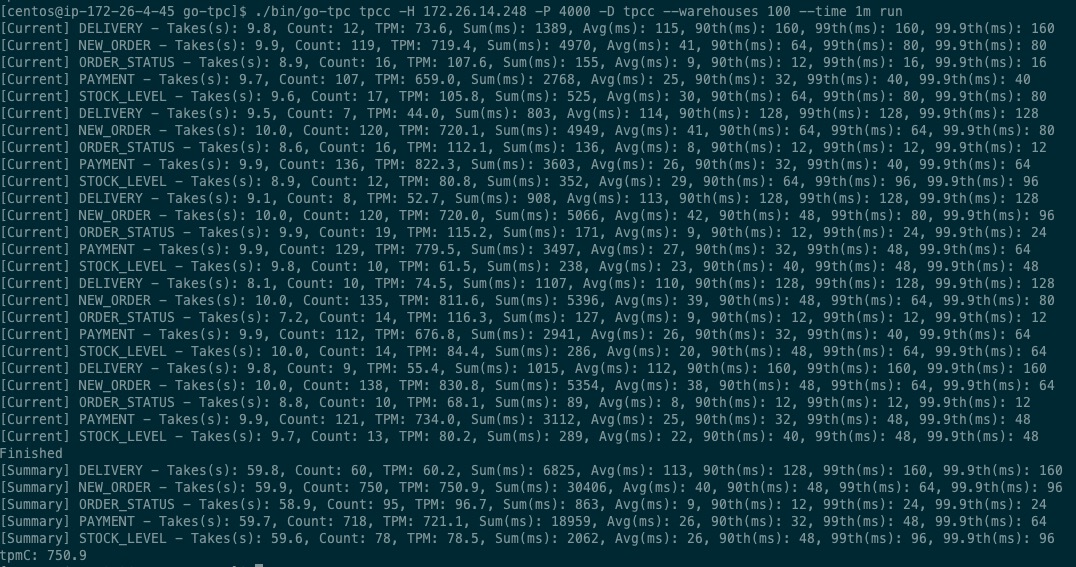 [centos@ip-172-26-4-45 go-tpc]$ ./bin/go-tpc tpcc -H 172.26.14.248 -P 4000 -D tpcc --warehouses 100 --time 1m run
[Current] DELIVERY - Takes(s): 9.8, Count: 12, TPM: 73.6, Sum(ms): 1389, Avg(ms): 115, 90th(ms): 160, 99th(ms): 160, 99.9th(ms): 160
[Current] NEW_ORDER - Takes(s): 9.9, Count: 119, TPM: 719.4, Sum(ms): 4970, Avg(ms): 41, 90th(ms): 64, 99th(ms): 80, 99.9th(ms): 80
[Current] ORDER_STATUS - Takes(s): 8.9, Count: 16, TPM: 107.6, Sum(ms): 155, Avg(ms): 9, 90th(ms): 12, 99th(ms): 16, 99.9th(ms): 16
[Current] PAYMENT - Takes(s): 9.7, Count: 107, TPM: 659.0, Sum(ms): 2768, Avg(ms): 25, 90th(ms): 32, 99th(ms): 40, 99.9th(ms): 40
[Current] STOCK_LEVEL - Takes(s): 9.6, Count: 17, TPM: 105.8, Sum(ms): 525, Avg(ms): 30, 90th(ms): 64, 99th(ms): 80, 99.9th(ms): 80
[Current] DELIVERY - Takes(s): 9.5, Count: 7, TPM: 44.0, Sum(ms): 803, Avg(ms): 114, 90th(ms): 128, 99th(ms): 128, 99.9th(ms): 128
[Current] NEW_ORDER - Takes(s): 10.0, Count: 120, TPM: 720.1, Sum(ms): 4949, Avg(ms): 41, 90th(ms): 64, 99th(ms): 64, 99.9th(ms): 80
[Current] ORDER_STATUS - Takes(s): 8.6, Count: 16, TPM: 112.1, Sum(ms): 136, Avg(ms): 8, 90th(ms): 12, 99th(ms): 12, 99.9th(ms): 12
[Current] PAYMENT - Takes(s): 9.9, Count: 136, TPM: 822.3, Sum(ms): 3603, Avg(ms): 26, 90th(ms): 32, 99th(ms): 40, 99.9th(ms): 64
[Current] STOCK_LEVEL - Takes(s): 8.9, Count: 12, TPM: 80.8, Sum(ms): 352, Avg(ms): 29, 90th(ms): 64, 99th(ms): 96, 99.9th(ms): 96
[Current] DELIVERY - Takes(s): 9.1, Count: 8, TPM: 52.7, Sum(ms): 908, Avg(ms): 113, 90th(ms): 128, 99th(ms): 128, 99.9th(ms): 128
[Current] NEW_ORDER - Takes(s): 10.0, Count: 120, TPM: 720.0, Sum(ms): 5066, Avg(ms): 42, 90th(ms): 48, 99th(ms): 80, 99.9th(ms): 96
[Current] ORDER_STATUS - Takes(s): 9.9, Count: 19, TPM: 115.2, Sum(ms): 171, Avg(ms): 9, 90th(ms): 12, 99th(ms): 24, 99.9th(ms): 24
[Current] PAYMENT - Takes(s): 9.9, Count: 129, TPM: 779.5, Sum(ms): 3497, Avg(ms): 27, 90th(ms): 32, 99th(ms): 48, 99.9th(ms): 64
[Current] STOCK_LEVEL - Takes(s): 9.8, Count: 10, TPM: 61.5, Sum(ms): 238, Avg(ms): 23, 90th(ms): 40, 99th(ms): 48, 99.9th(ms): 48
[Current] DELIVERY - Takes(s): 8.1, Count: 10, TPM: 74.5, Sum(ms): 1107, Avg(ms): 110, 90th(ms): 128, 99th(ms): 128, 99.9th(ms): 128
[Current] NEW_ORDER - Takes(s): 10.0, Count: 135, TPM: 811.6, Sum(ms): 5396, Avg(ms): 39, 90th(ms): 48, 99th(ms): 64, 99.9th(ms): 80
[Current] ORDER_STATUS - Takes(s): 7.2, Count: 14, TPM: 116.3, Sum(ms): 127, Avg(ms): 9, 90th(ms): 12, 99th(ms): 12, 99.9th(ms): 12
[Current] PAYMENT - Takes(s): 9.9, Count: 112, TPM: 676.8, Sum(ms): 2941, Avg(ms): 26, 90th(ms): 32, 99th(ms): 40, 99.9th(ms): 64
[Current] STOCK_LEVEL - Takes(s): 10.0, Count: 14, TPM: 84.4, Sum(ms): 286, Avg(ms): 20, 90th(ms): 48, 99th(ms): 64, 99.9th(ms): 64
[Current] DELIVERY - Takes(s): 9.8, Count: 9, TPM: 55.4, Sum(ms): 1015, Avg(ms): 112, 90th(ms): 160, 99th(ms): 160, 99.9th(ms): 160
[Current] NEW_ORDER - Takes(s): 10.0, Count: 138, TPM: 830.8, Sum(ms): 5354, Avg(ms): 38, 90th(ms): 48, 99th(ms): 64, 99.9th(ms): 64
[Current] ORDER_STATUS - Takes(s): 8.8, Count: 10, TPM: 68.1, Sum(ms): 89, Avg(ms): 8, 90th(ms): 12, 99th(ms): 12, 99.9th(ms): 12
[Current] PAYMENT - Takes(s): 9.9, Count: 121, TPM: 734.0, Sum(ms): 3112, Avg(ms): 25, 90th(ms): 32, 99th(ms): 48, 99.9th(ms): 48
[Current] STOCK_LEVEL - Takes(s): 9.7, Count: 13, TPM: 80.2, Sum(ms): 289, Avg(ms): 22, 90th(ms): 40, 99th(ms): 48, 99.9th(ms): 48
Finished
[Summary] DELIVERY - Takes(s): 59.8, Count: 60, TPM: 60.2, Sum(ms): 6825, Avg(ms): 113, 90th(ms): 128, 99th(ms): 160, 99.9th(ms): 160
[Summary] NEW_ORDER - Takes(s): 59.9, Count: 750, TPM: 750.9, Sum(ms): 30406, Avg(ms): 40, 90th(ms): 48, 99th(ms): 64, 99.9th(ms): 96
[Summary] ORDER_STATUS - Takes(s): 58.9, Count: 95, TPM: 96.7, Sum(ms): 863, Avg(ms): 9, 90th(ms): 12, 99th(ms): 24, 99.9th(ms): 24
[Summary] PAYMENT - Takes(s): 59.7, Count: 718, TPM: 721.1, Sum(ms): 18959, Avg(ms): 26, 90th(ms): 32, 99th(ms): 48, 99.9th(ms): 64
[Summary] STOCK_LEVEL - Takes(s): 59.6, Count: 78, TPM: 78.5, Sum(ms): 2062, Avg(ms): 26, 90th(ms): 48, 99th(ms): 96, 99.9th(ms): 96
tpmC: 750.9